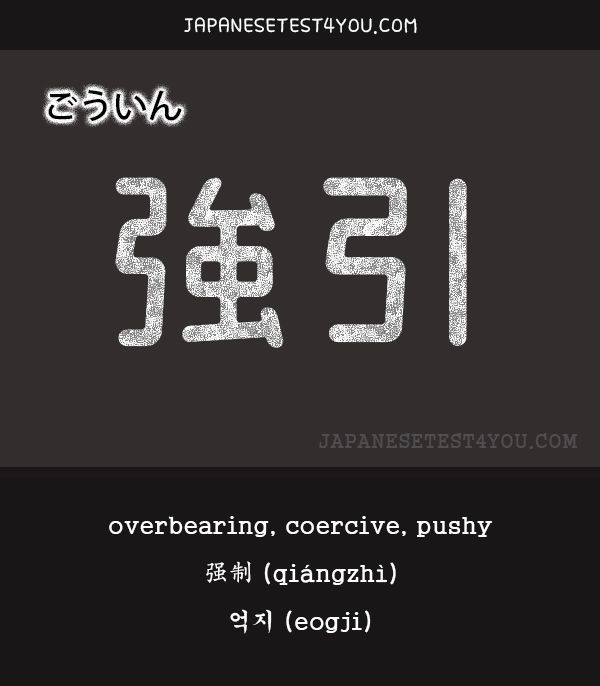 JAPANESETEST4YOU.COM
ごういん
強引
JAPANESETEST4YOU.COM
overbearing, coercive, pushy
强制 (qiángzhì)
억지 (eogji)